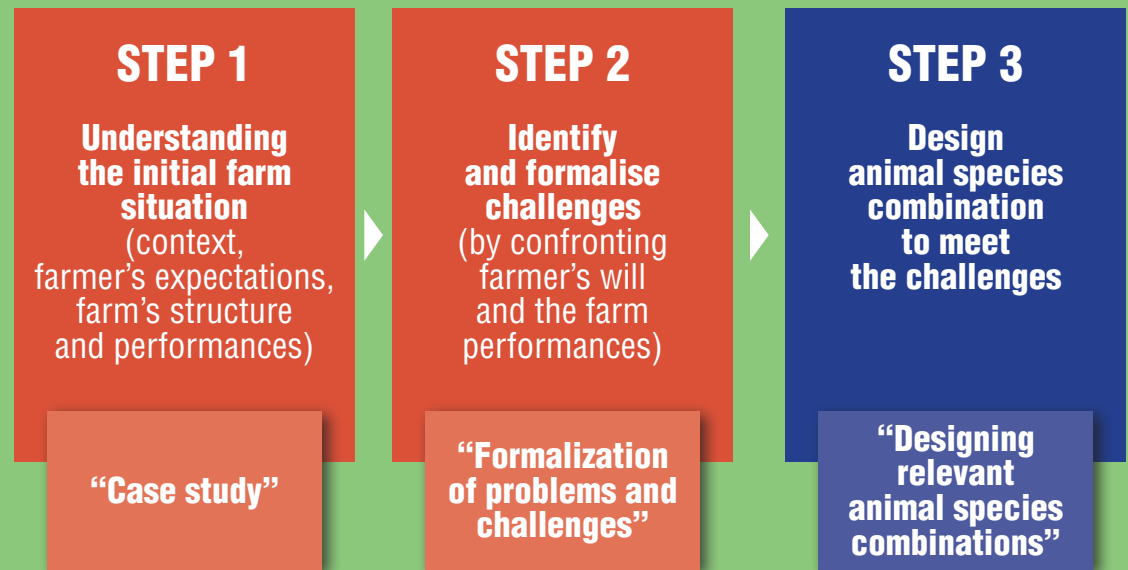 STEP 1
Understanding
the initial farm
situation
(context,
farmer’s expectations,
farm’s structure
and performances)
“Case study”
STEP 2
Identify
and formalise
challenges
(by confronting
farmer’s will
and the farm
performances)
“Formalization
of problems and
challenges”
STEP 3
Design
animal species
combination
to meet
the challenges
“Designing
relevant
animal species
combinations”